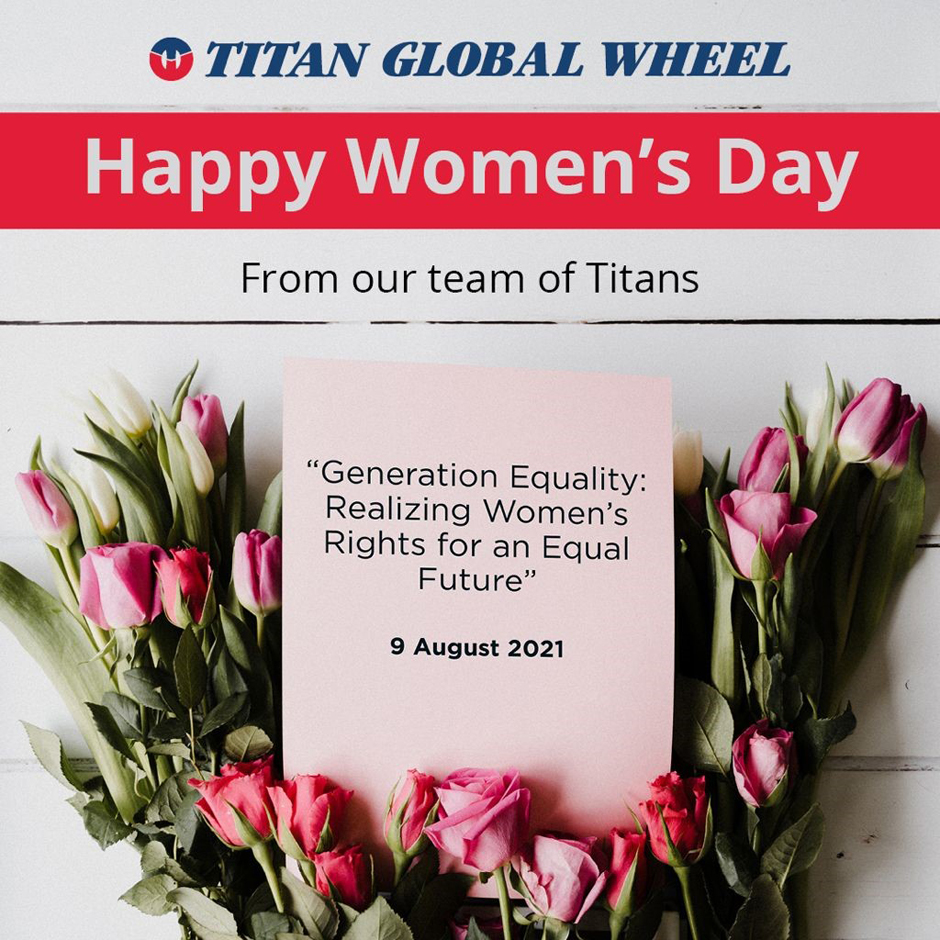 TITAN GLOBAL WHEEL
Happy Women’s Day
From our team of Titans
“Generation Equality:
Realizing Women’s
Rights for an Equal
Future”
9 August 2021